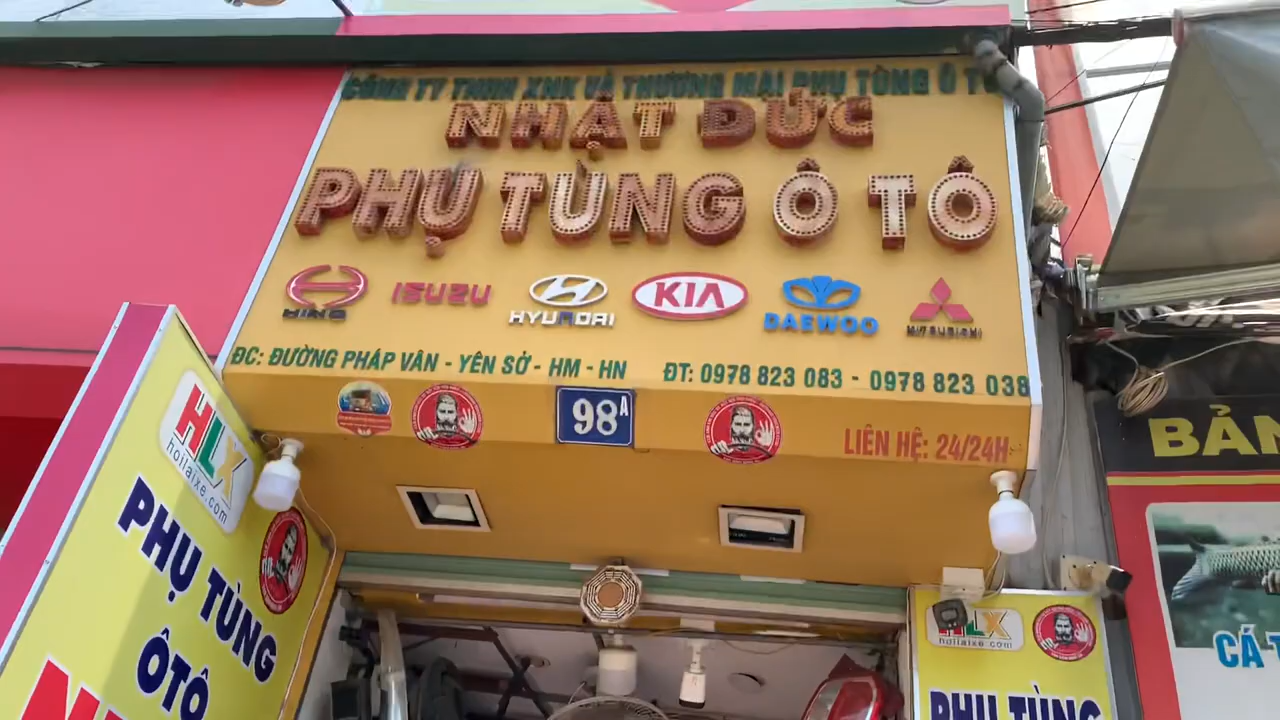 CÔNG TY TNHH XNK VÀ THƯƠNG MẠI PHỤ TÙNG Ô TÔ
NHẬT ĐỨC
PHỤ TÙNG Ô TÔ
HINO ISUZU HYUNDAI KIA DAEWOO MITSUBISHI
ĐC: ĐƯỜNG PHÁP VÂN - YÊN SỞ - HM - HN ĐT: 0978 823 083 - 0978 823 038
98A
LIÊN HỆ: 24/24H
HLX
hoilaixe.com
PHỤ TÙNG
ÔTÔ
HLX
hoilaixe.com
PHỤ TÙNG
BẢN
CÁ